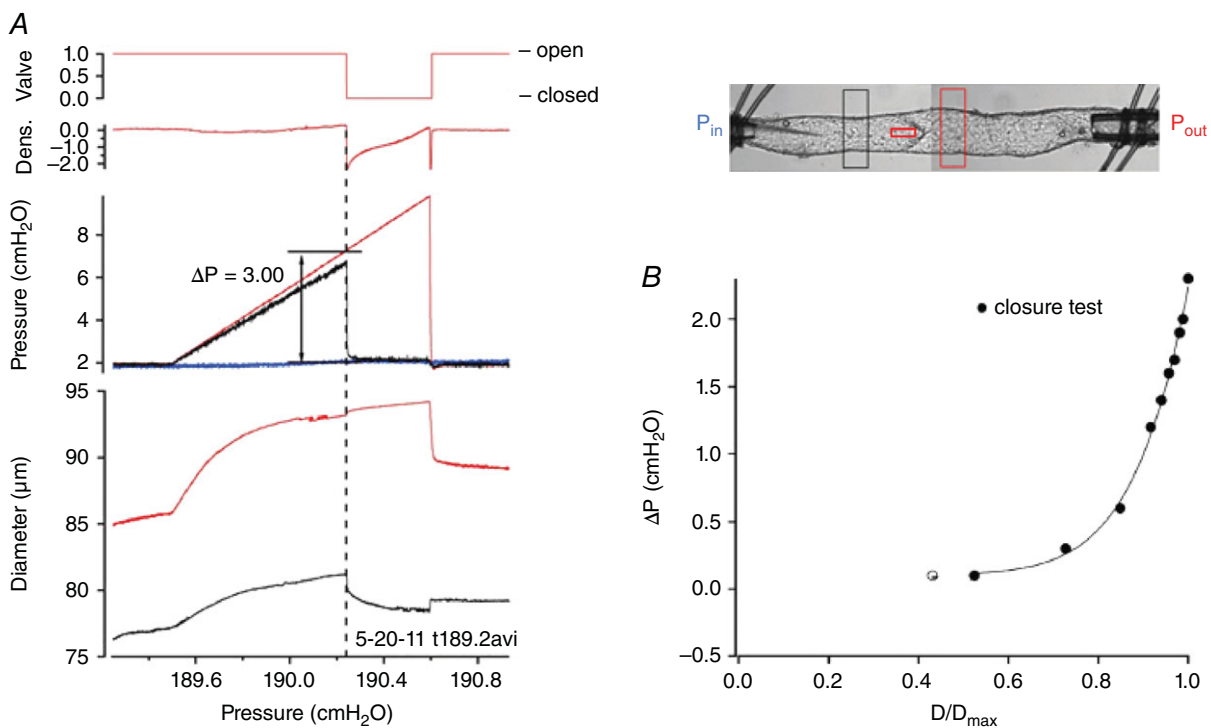 A
Valve
1.0
0.5
0.0
– open
– closed
Dens.
0.0
–1.0
–2.0
Pressure (cmH2O)
8
6
4
2
ΔP = 3.00
Diameter (µm)
95
90
85
80
75
5-20-11 t189.2avi
189.6 190.0 190.4 190.8
Pressure (cmH2O)
Pin
Pout
B
ΔP (cmH2O)
2.0
1.5
1.0
0.5
0.0
–0.5
closure test
0.0 0.2 0.4 0.6 0.8 1.0
D/Dmax